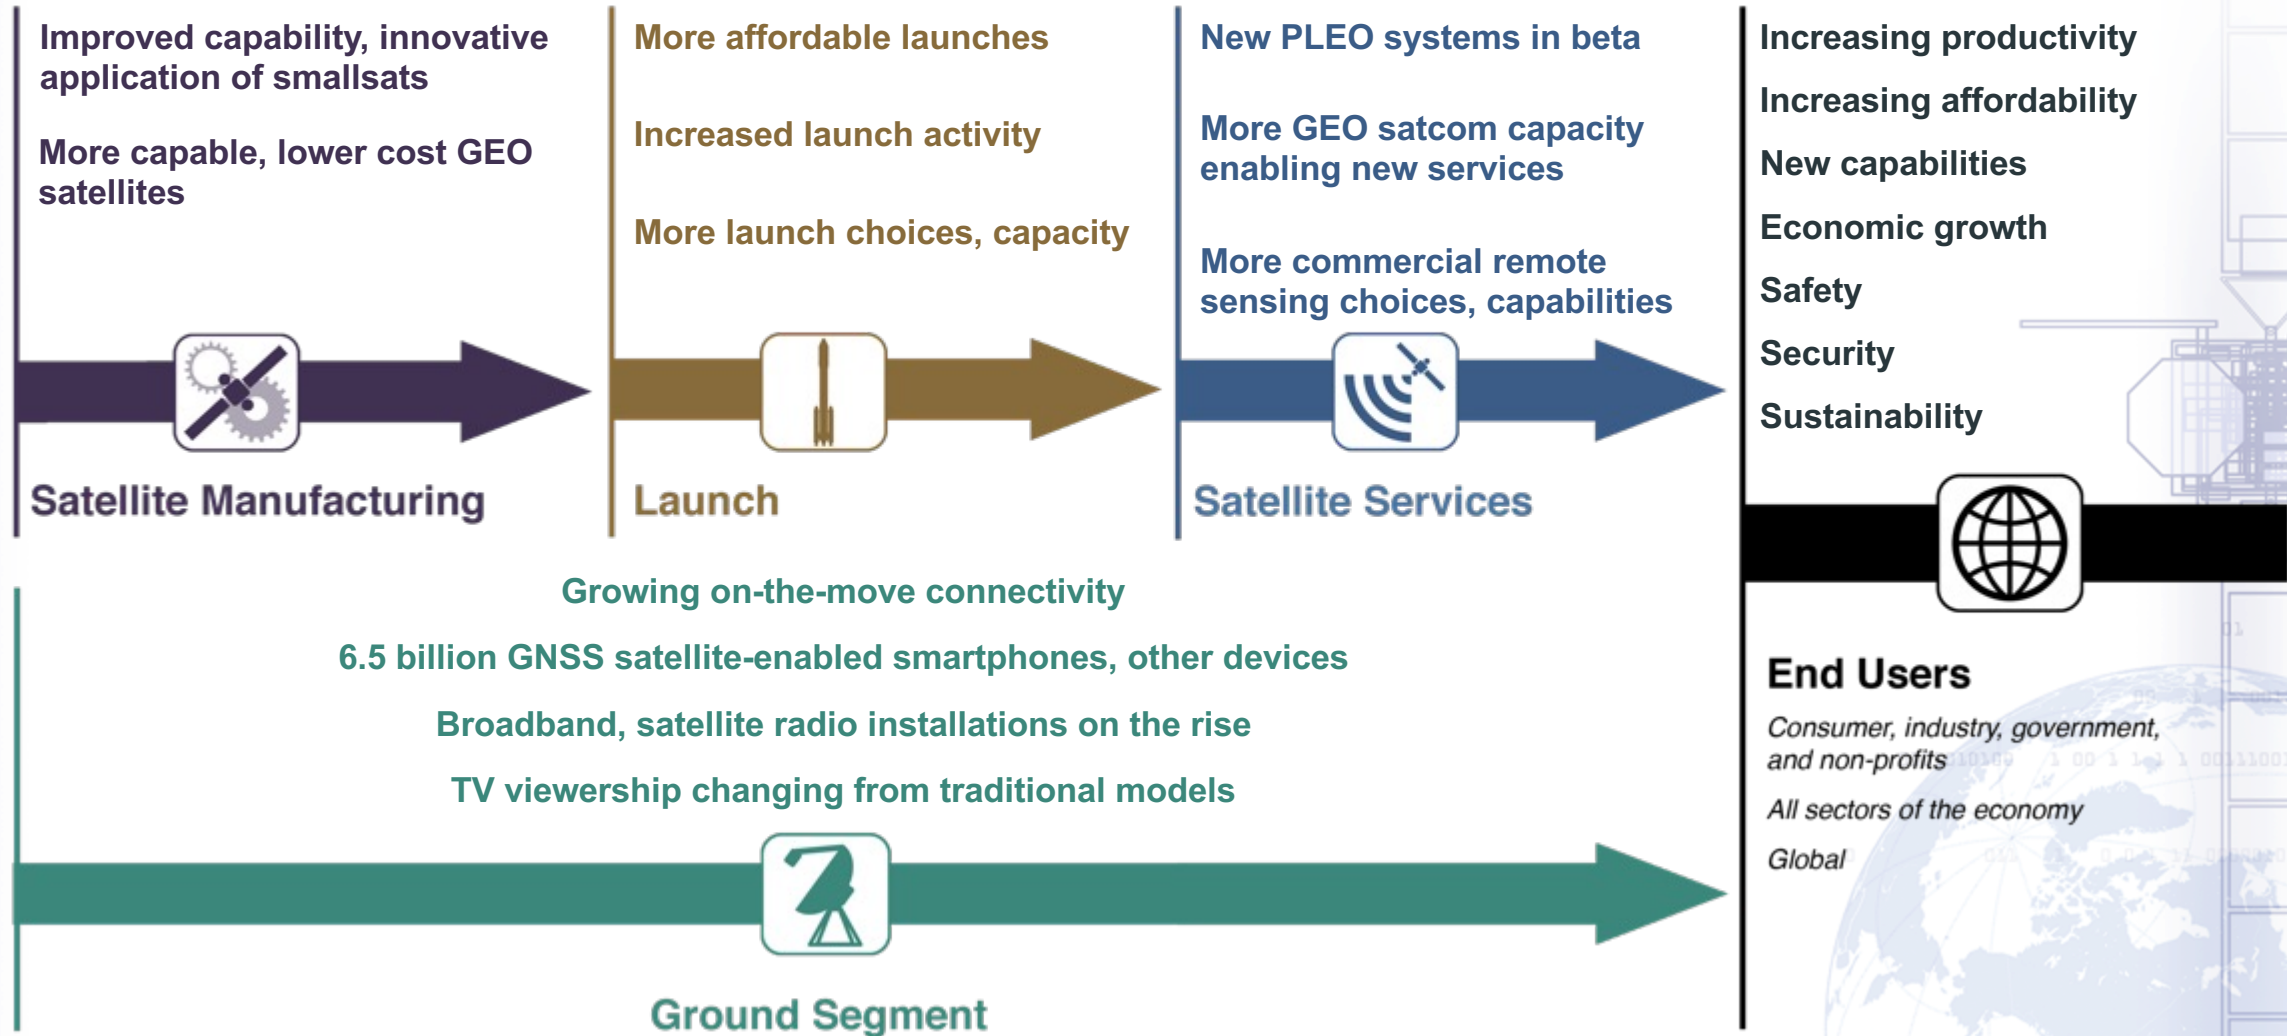 Improved capability, innovative
application of smallsats
More capable, lower cost GEO
satellites
Satellite Manufacturing
More affordable launches
Increased launch activity
More launch choices, capacity
Launch
New PLEO systems in beta
More GEO satcom capacity
enabling new services
More commercial remote
sensing choices, capabilities
Satellite Services
Increasing productivity
Increasing affordability
New capabilities
Economic growth
Safety
Security
Sustainability
End Users
Consumer, industry, government,
and non-profits
All sectors of the economy
Global
Growing on-the-move connectivity
6.5 billion GNSS satellite-enabled smartphones, other devices
Broadband, satellite radio installations on the rise
TV viewership changing from traditional models
Ground Segment